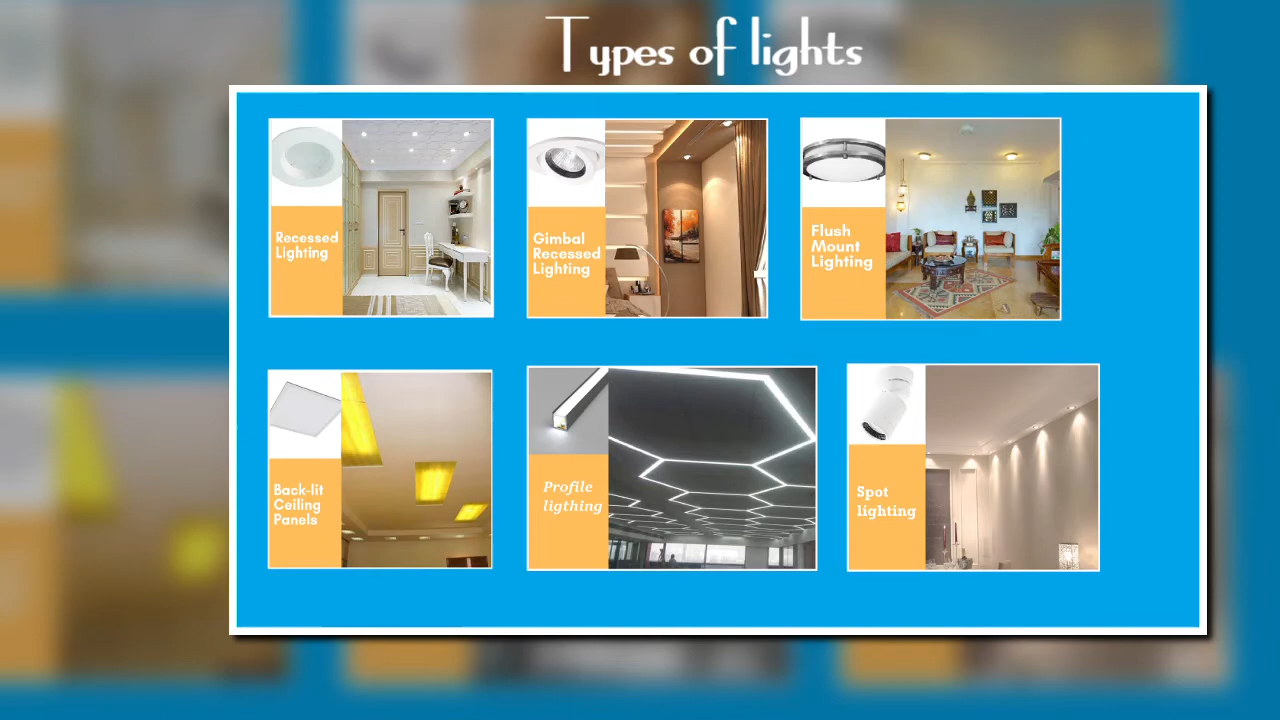 Types of lights
Recessed
Lighting
Gimbal
Recessed
Lighting
Flush
Mount
Lighting
Back-lit
Ceiling
Panels
Profile
ligthing
Spot
lighting